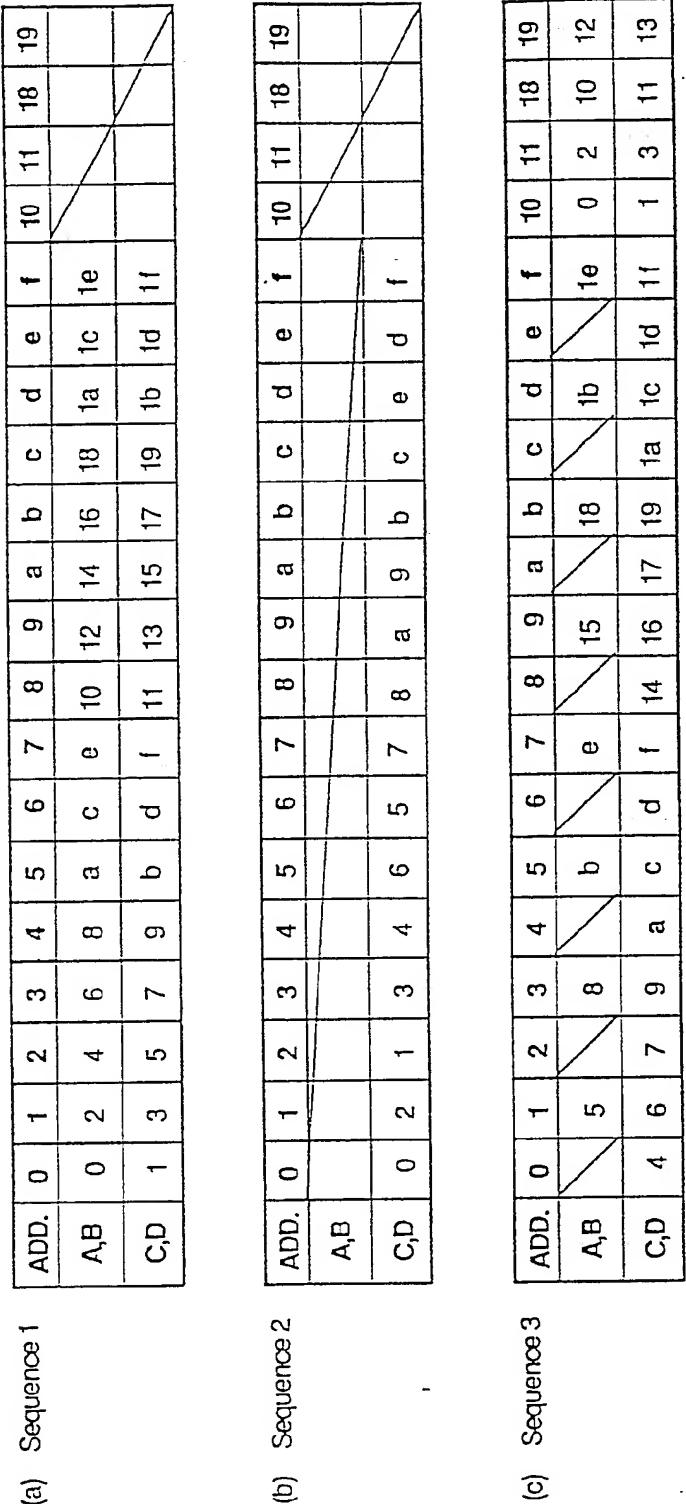 (a) Sequence 1
ADD. 0 1 2 3 4 5 6 7 8 9 a b c d e f 10 11 18 19
A,B 0 2 4 6 8 a c e 10 12 14 16 18 1a 1c 1e
C,D 1 3 5 7 9 b d f 11 13 15 17 19 1b 1d 1f
(b) Sequence 2
ADD. 0 1 2 3 4 5 6 7 8 9 a b c d e f 10 11 18 19
A,B
C,D 0 2 1 3 4 6 5 7 8 a 9 b c e d f
(c) Sequence 3
ADD. 0 1 2 3 4 5 6 7 8 9 a b c d e f 10 11 18 19
A,B 5 8 b e 15 18 1b 1e 0 2 10 12
C,D 4 6 7 9 a c d f 14 16 17 19 1a 1c 1d 1f 1 3 11 13